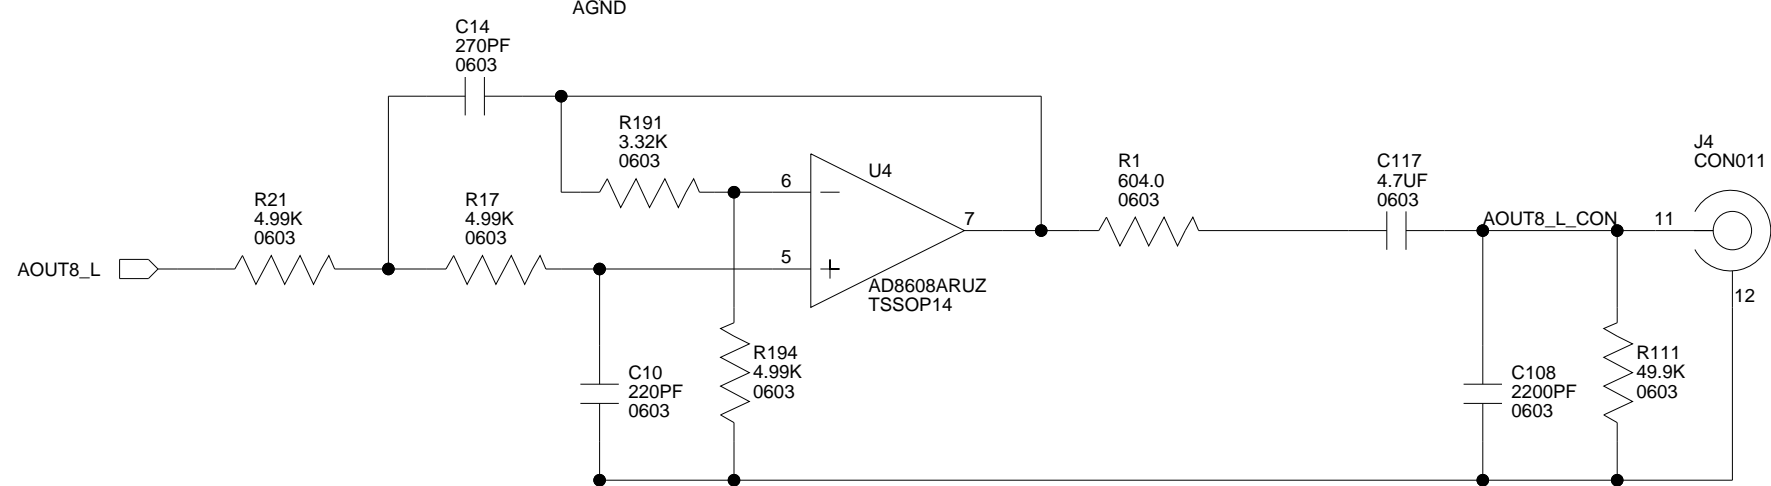 AGND
C14
270PF
0603
R191
3.32K
0603
U4
6
7
5
AD8608ARUZ
TSSOP14
R21
4.99K
0603
R17
4.99K
0603
AOUT8_L
R1
604.0
0603
C117
4.7UF
0603
AOUT8_L_CON
11
J4
CON011
12
C10
220PF
0603
R194
4.99K
0603
C108
2200PF
0603
R111
49.9K
0603